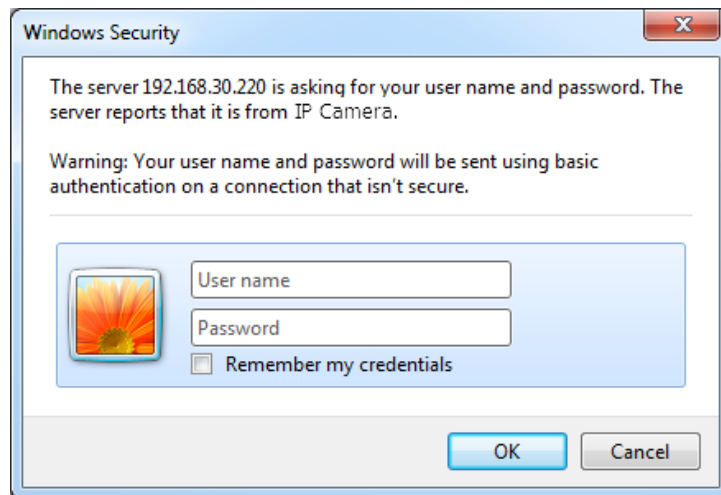 Windows Security
The server 192.168.30.220 is asking for your user name and password. The
server reports that it is from IP Camera.
Warning: Your user name and password will be sent using basic
authentication on a connection that isn't secure.
User name
Password
Remember my credentials
OK
Cancel